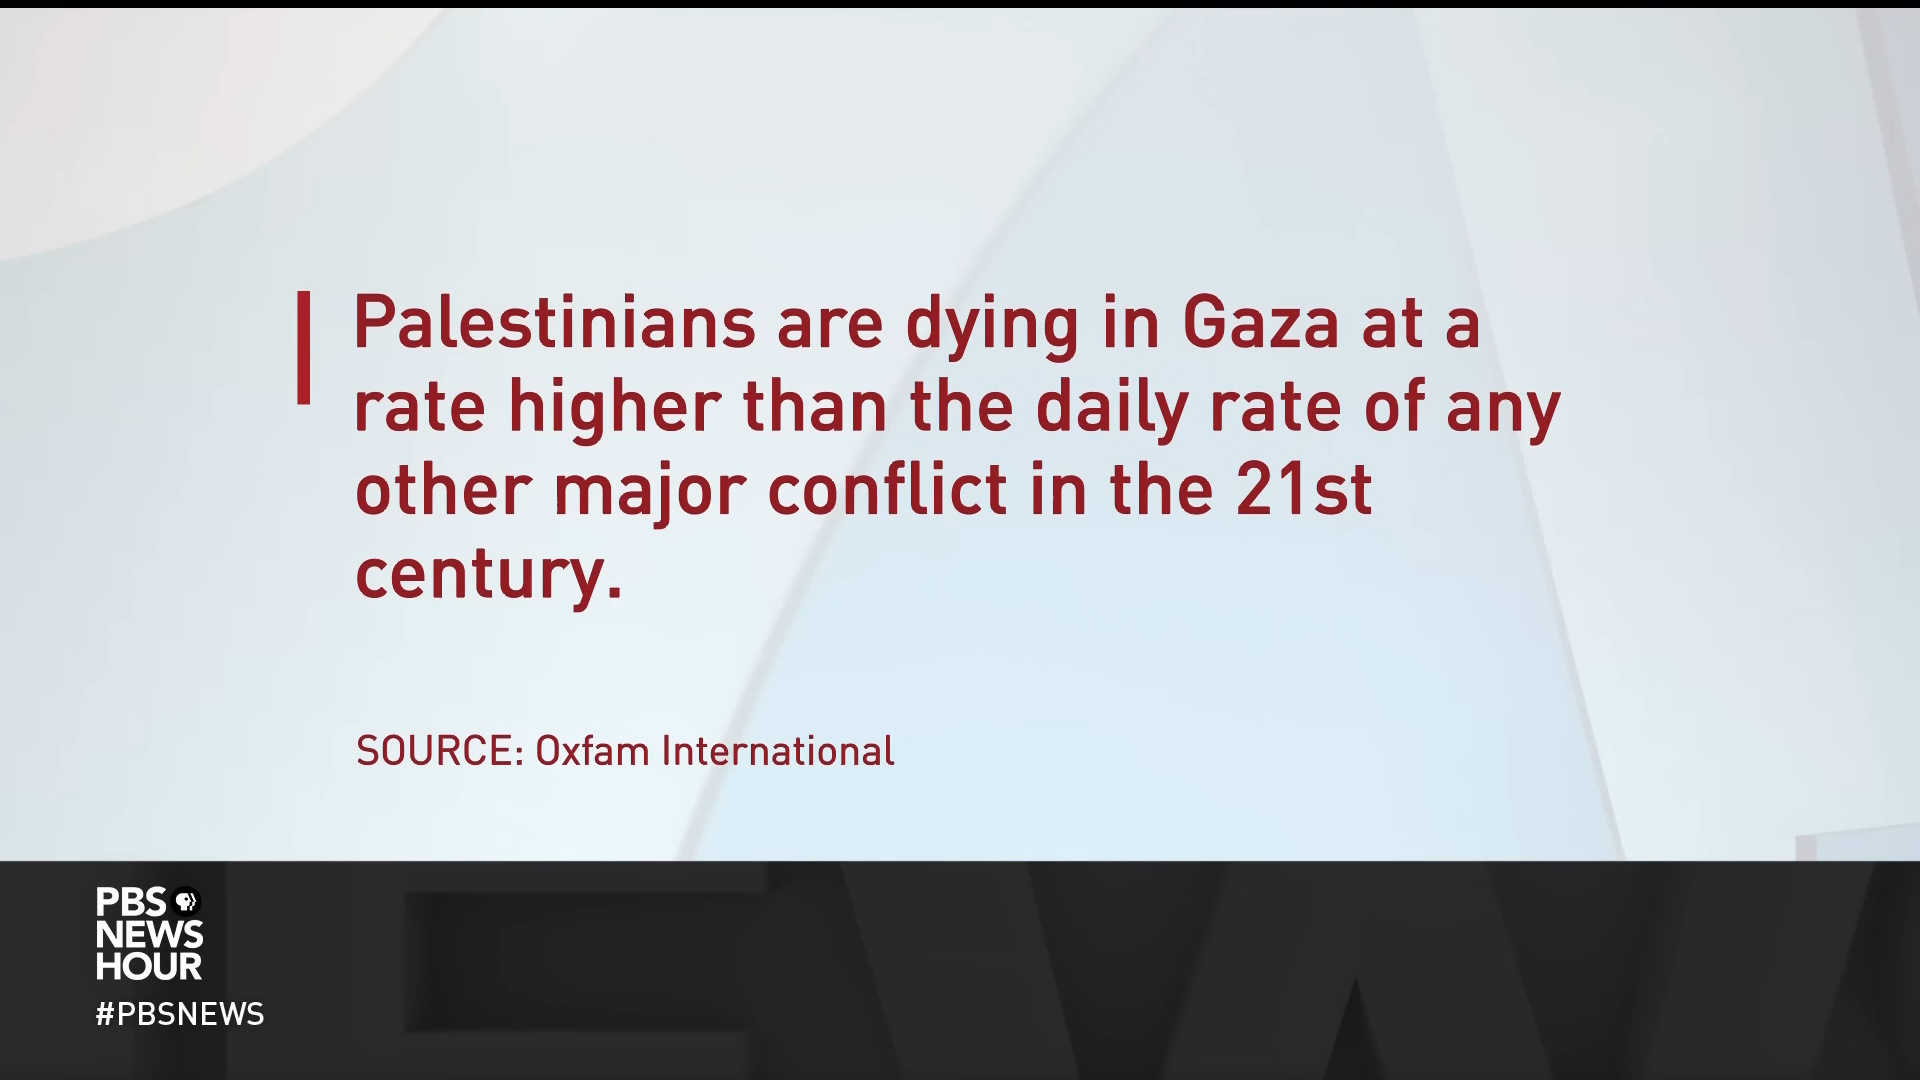 Palestinians are dying in Gaza at a
rate higher than the daily rate of any
other major conflict in the 21st
century.
SOURCE: Oxfam International
PBS
NEWS
HOUR
#PBSNEWS